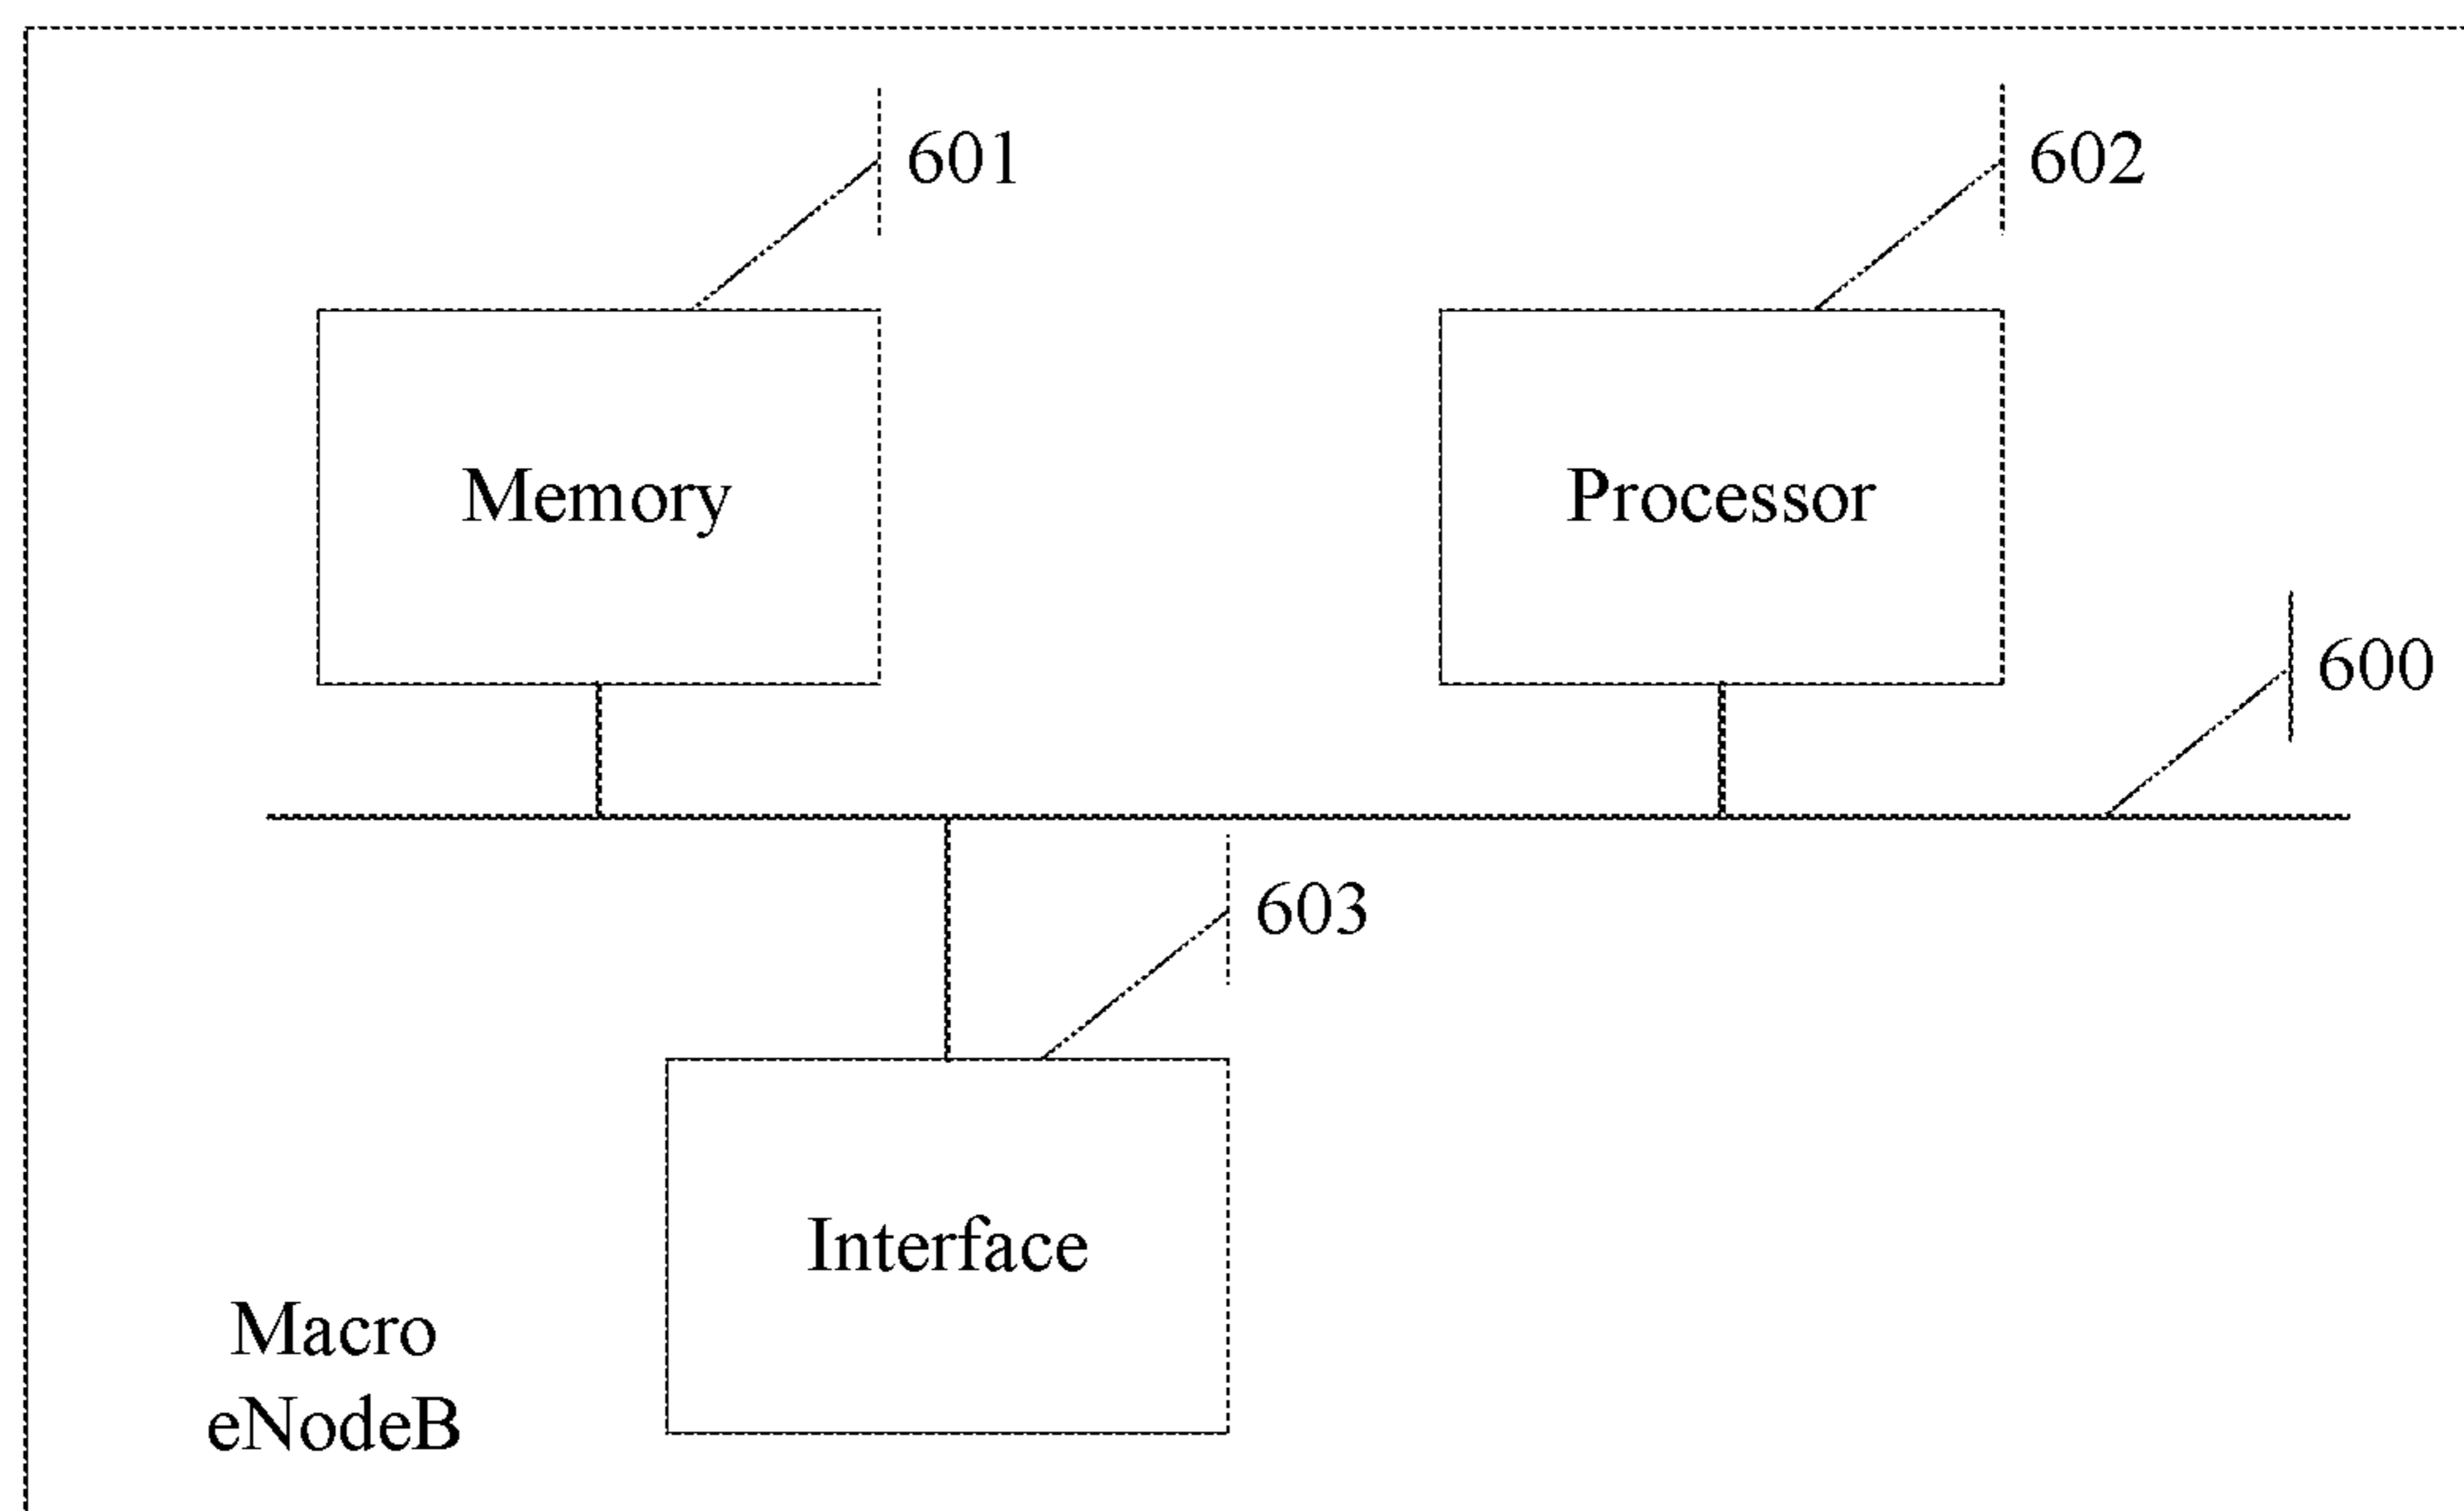 601
602
Memory
Processor
600
603
Interface
Macro
eNodeB